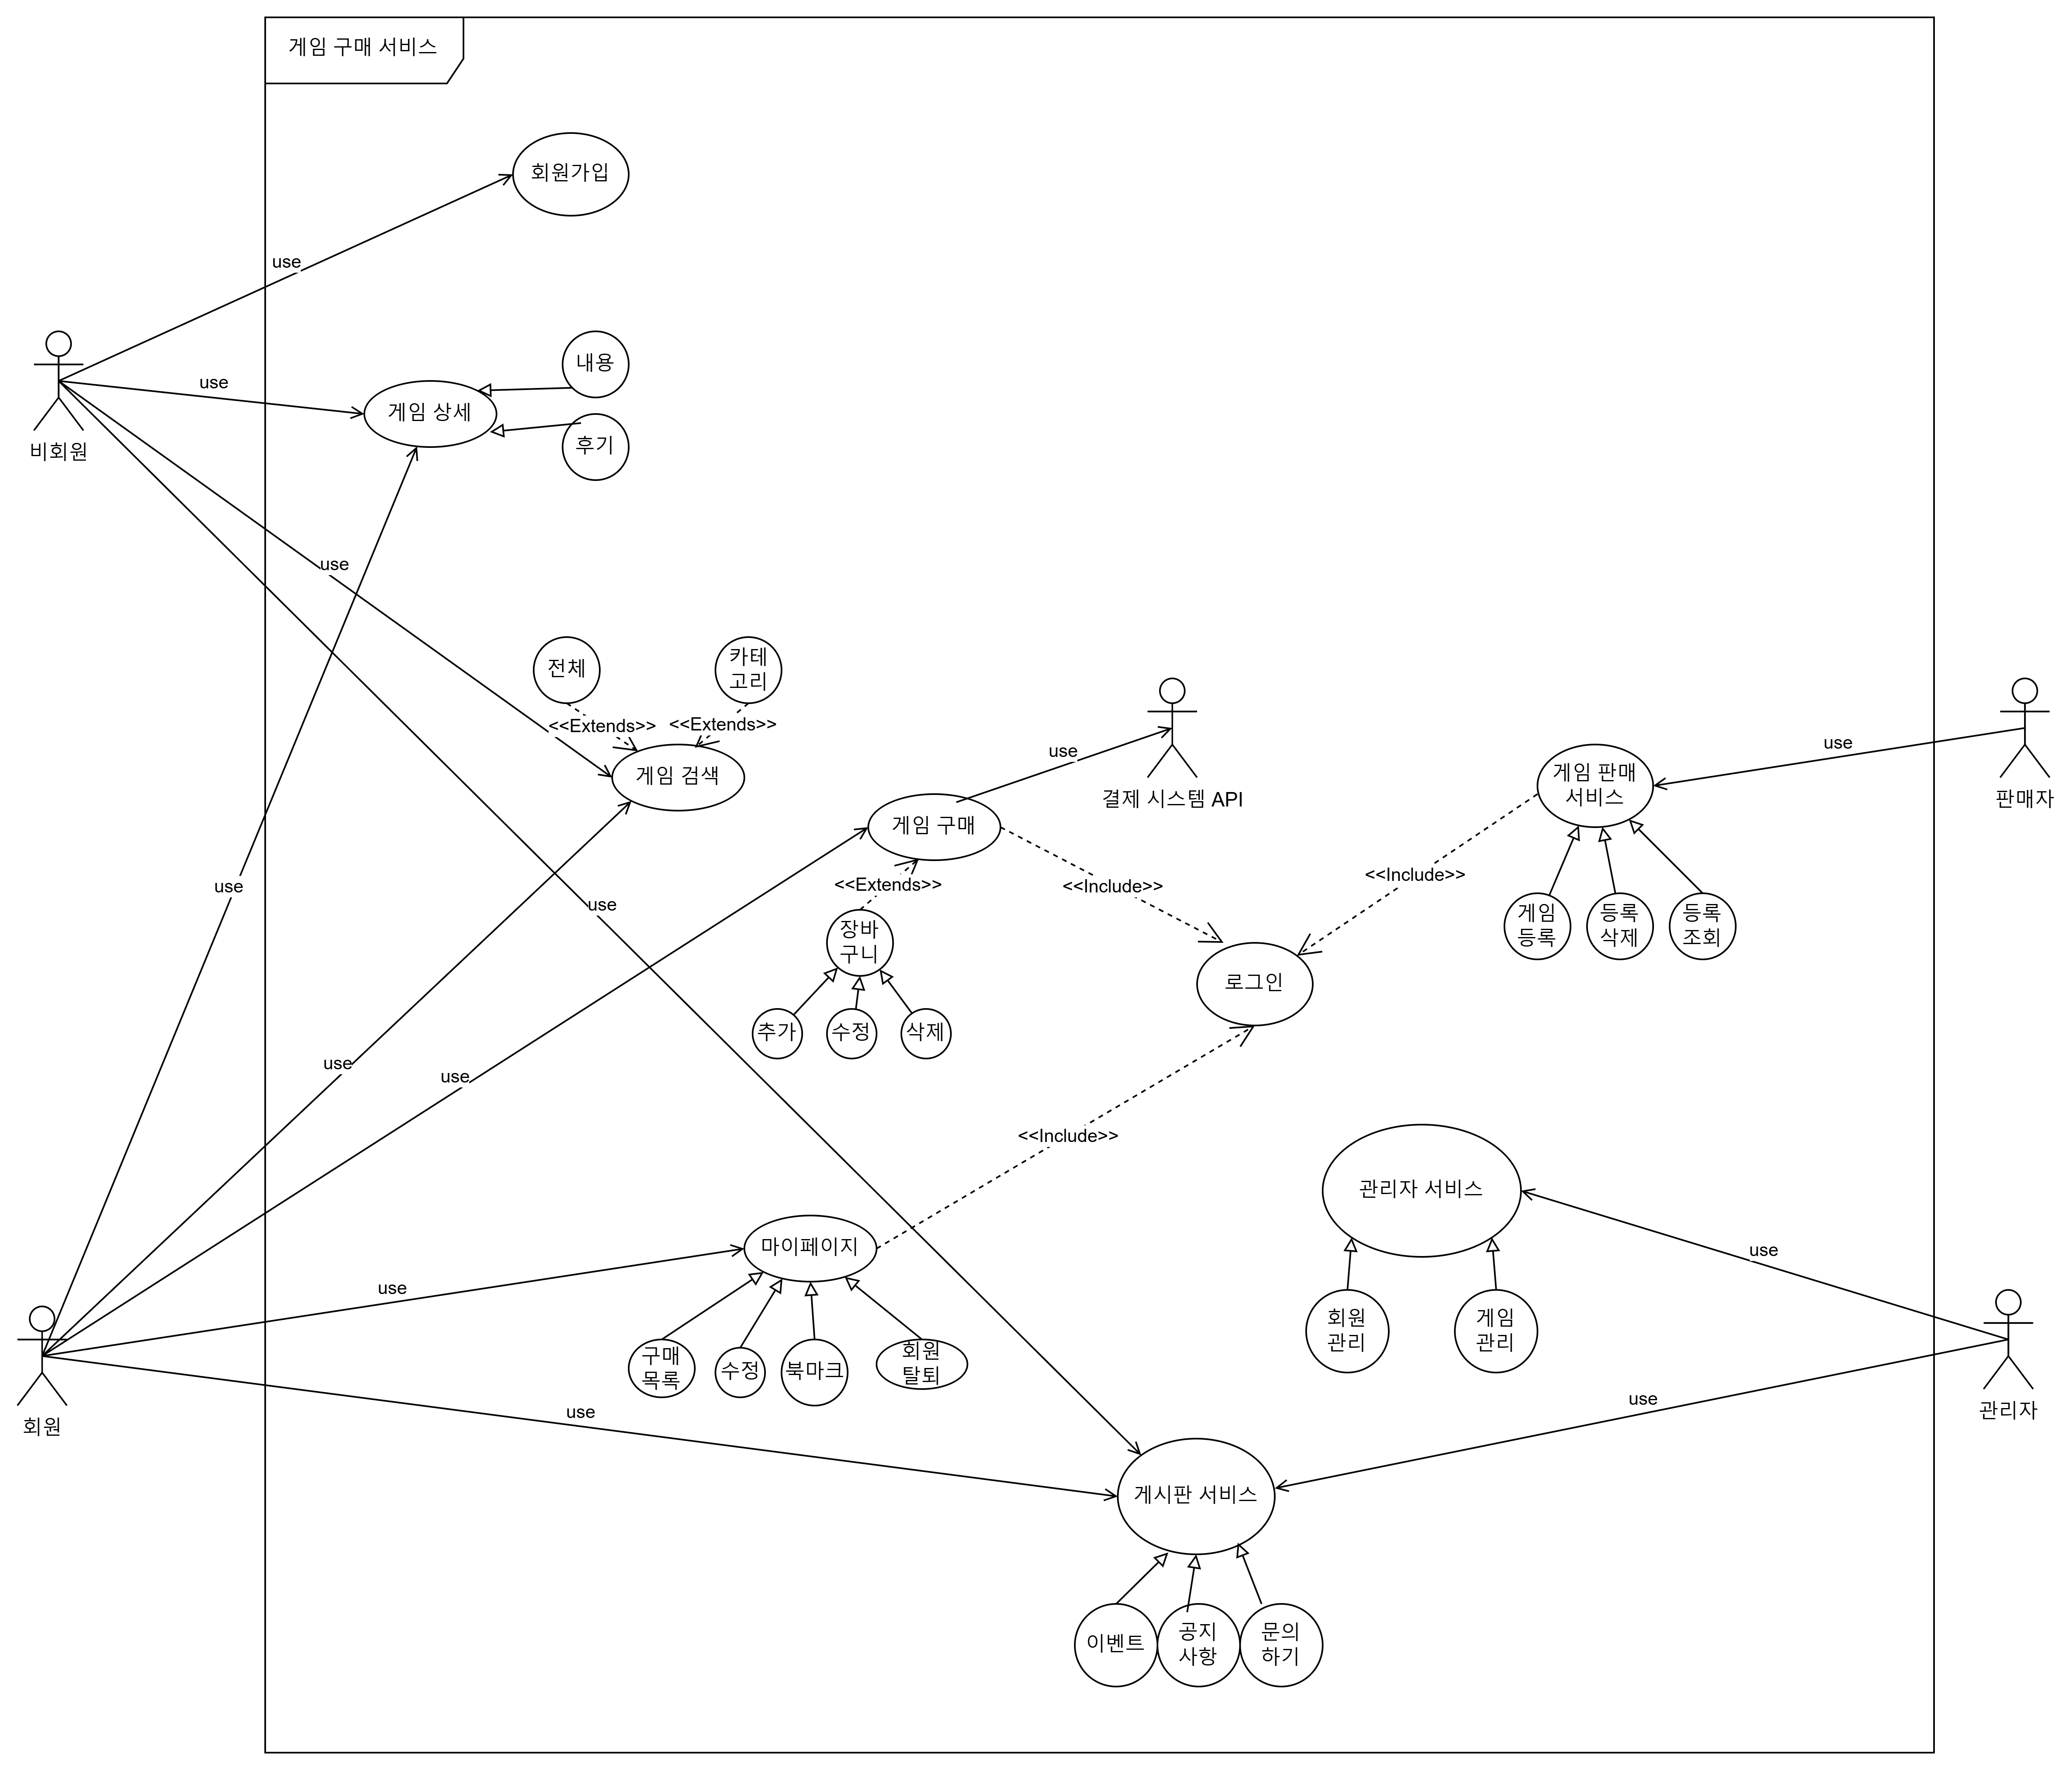 게임 구매 서비스
회원가입
use
내용
use
게임 상세
후기
비회원
use
전체
카테
고리
<<Extends>>
<<Extends>>
게임 검색
use
결제 시스템 API
게임 구매
use
게임 판매
서비스
판매자
<<Extends>>
<<Include>>
<<Include>>
use
use
장바
구니
게임
등록
등록
삭제
등록
조회
로그인
추가
수정
삭제
use
use
<<Include>>
관리자 서비스
마이페이지
use
use
회원
관리
게임
관리
구매
목록
수정
북마크
회원
탈퇴
회원
use
use
관리자
게시판 서비스
이벤트
공지
사항
문의
하기